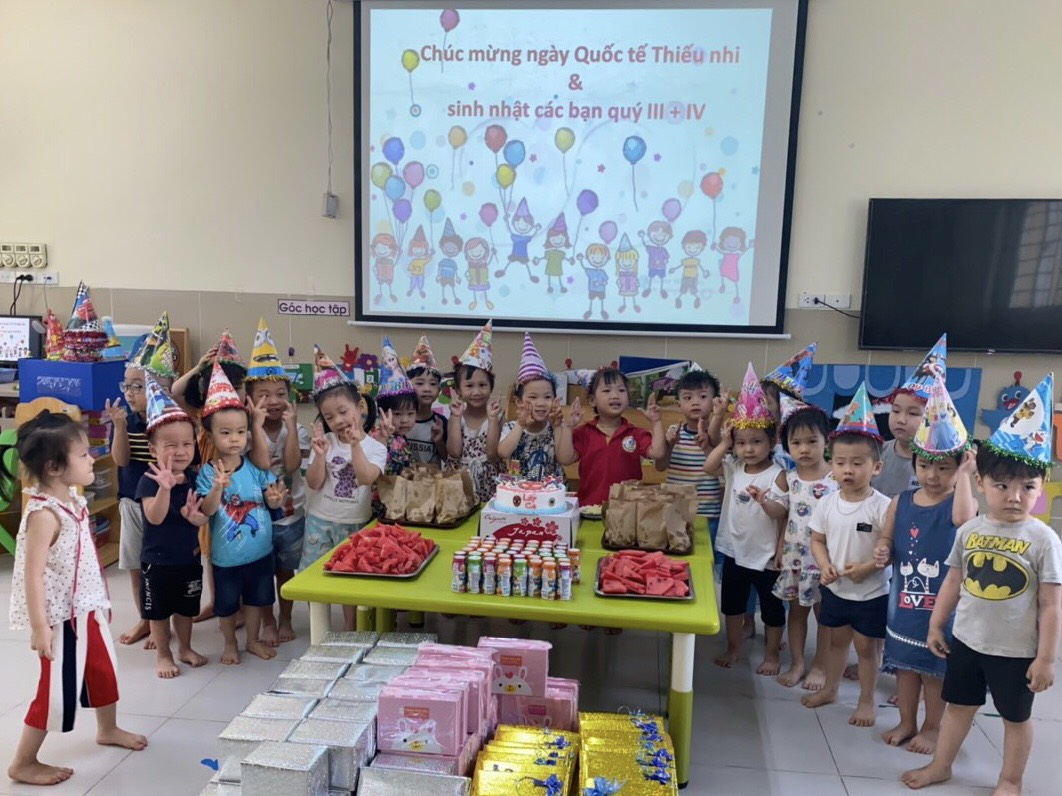 Chúc mừng ngày Quốc tế Thiếu nhi
&
sinh nhật các bạn quý III + IV
Góc học tập
Japan
BATMAN
LOVE